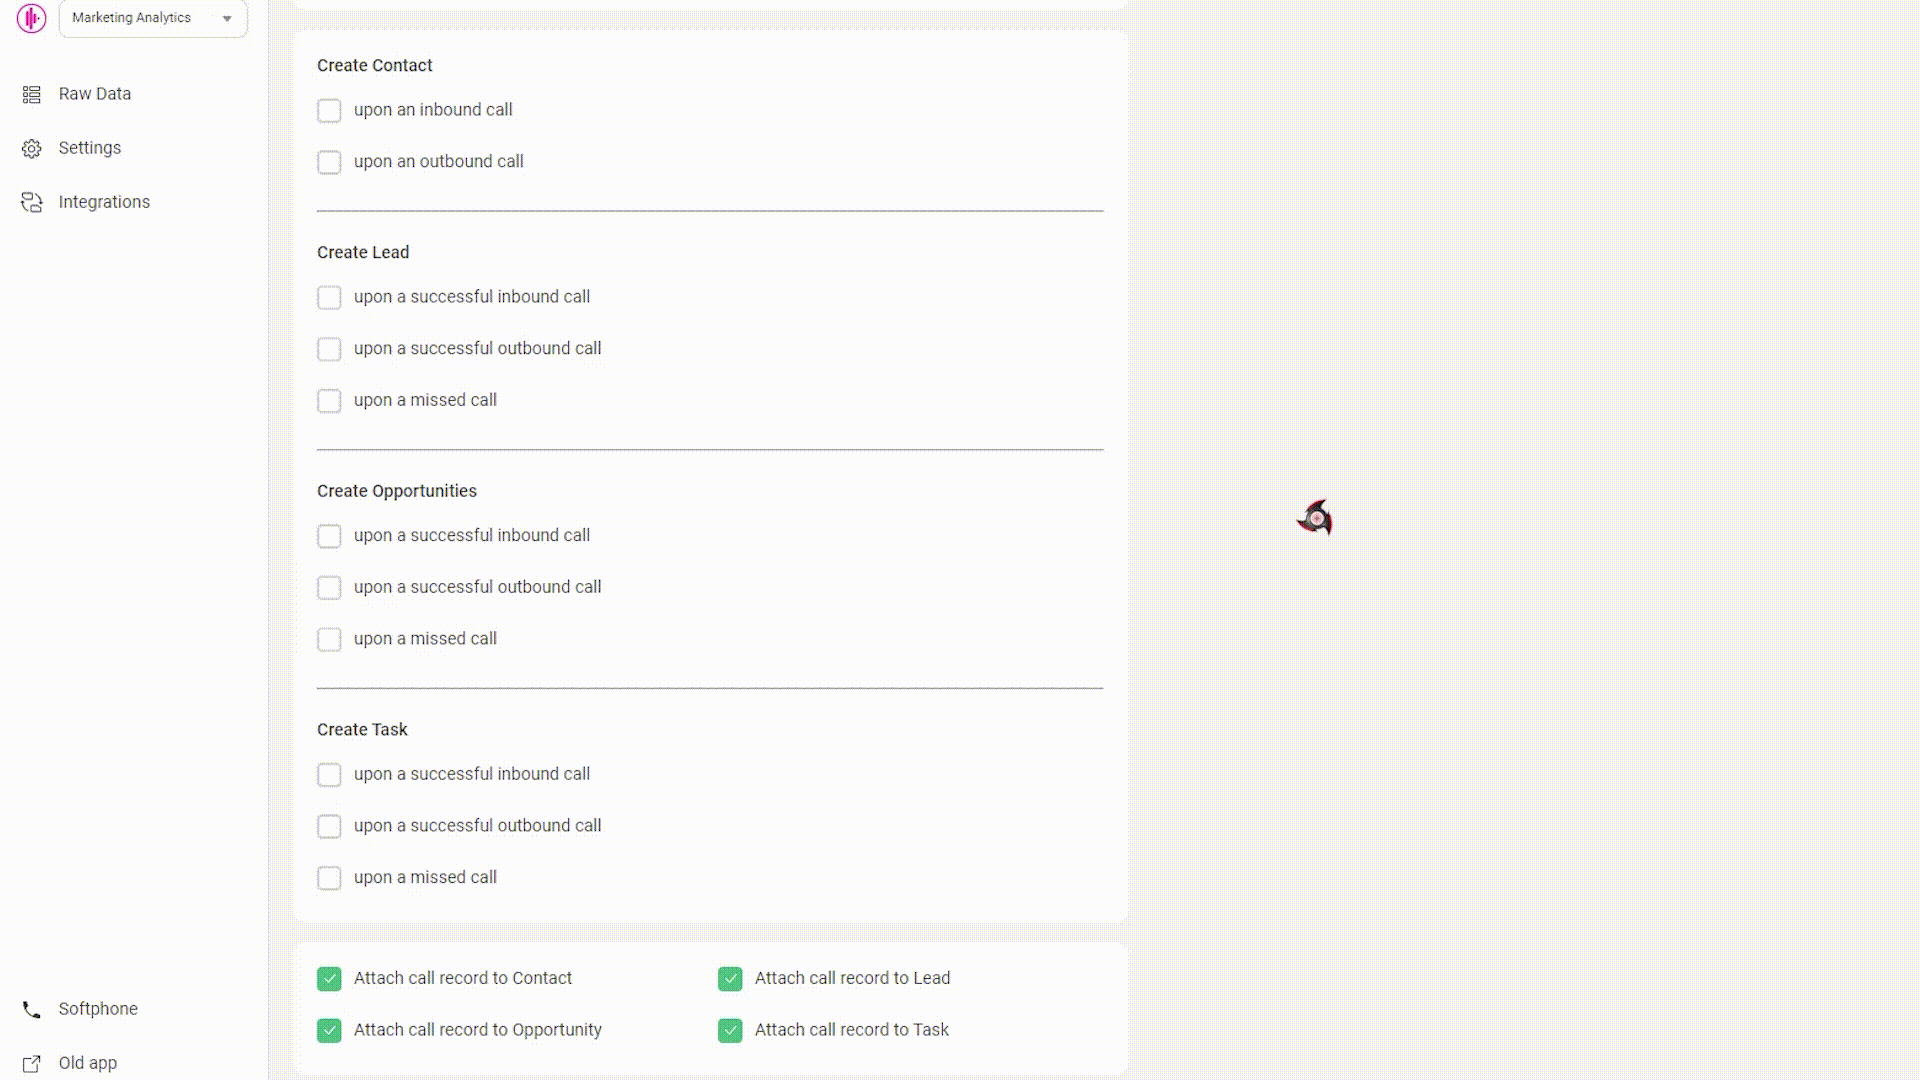 Marketing Analytics
Raw Data
Settings
Integrations
Softphone
Old app
Create Contact
upon an inbound call
upon an outbound call
Create Lead
upon a successful inbound call
upon a successful outbound call
upon a missed call
Create Opportunities
upon a successful inbound call
upon a successful outbound call
upon a missed call
Create Task
upon a successful inbound call
upon a successful outbound call
upon a missed call
Attach call record to Contact
Attach call record to Lead
Attach call record to Opportunity
Attach call record to Task